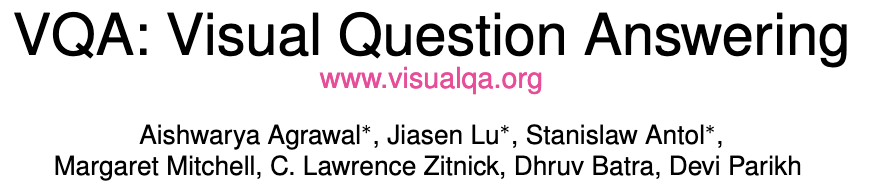 VQA: Visual Question Answering
www.visualqa.org
Aishwarya Agrawal*, Jiasen Lu*, Stanislaw Antol*,
Margaret Mitchell, C. Lawrence Zitnick, Dhruv Batra, Devi Parikh